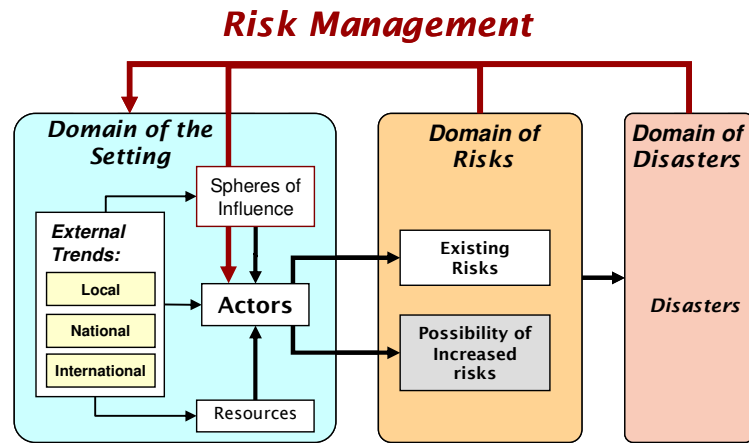 Risk Management
Domain of the
Setting
Spheres of
Influence
External
Trends:
Local
National
International
Actors
Resources
Domain of
Risks
Existing
Risks
Possibility of
Increased
risks
Domain of
Disasters
Disasters